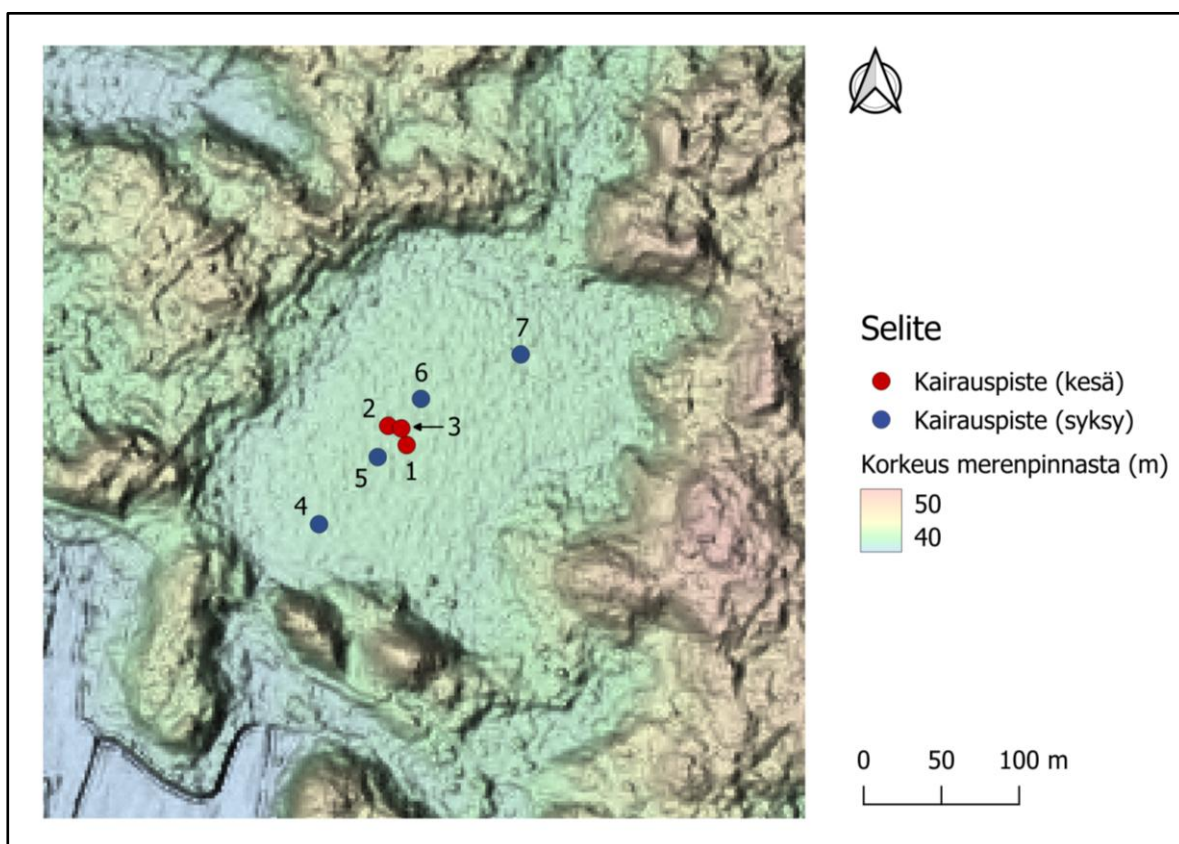 7
6
2
3
5
1
4
Selite
Kairauspiste (kesä)
Kairauspiste (syksy)
Korkeus merenpinnasta (m)
50
40
0 50 100 m